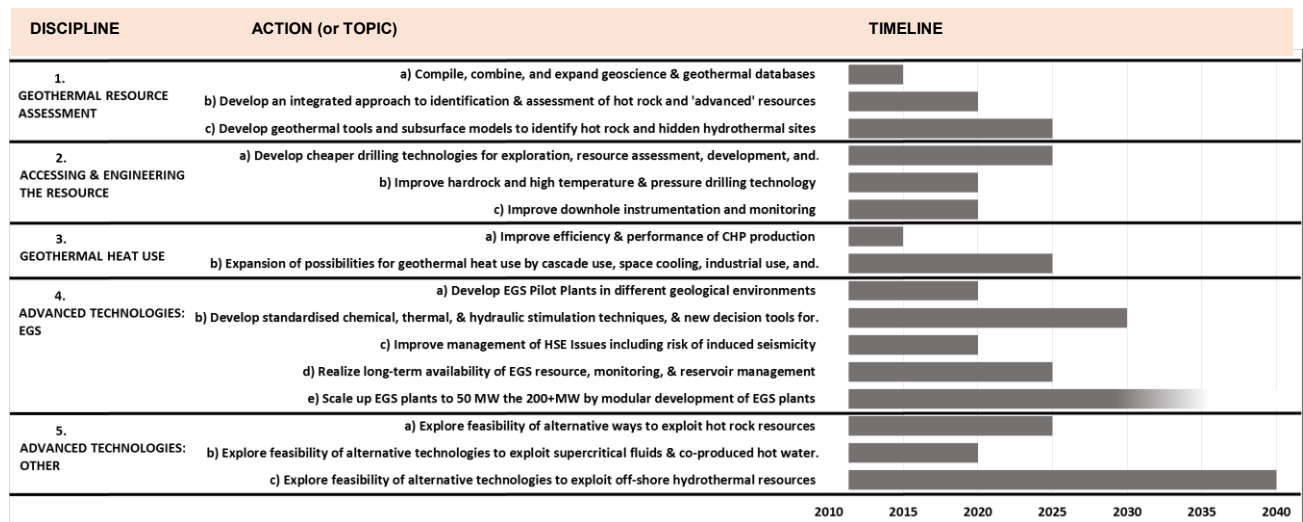 DISCIPLINE ACTION (or TOPIC) TIMELINE
1.
GEOTHERMAL RESOURCE
ASSESSMENT
a) Compile, combine, and expand geoscience & geothermal databases
b) Develop an integrated approach to identification & assessment of hot rock and 'advanced' resources
c) Develop geothermal tools and subsurface models to identify hot rock and hidden hydrothermal sites
2.
ACCESSING & ENGINEERING
THE RESOURCE
a) Develop cheaper drilling technologies for exploration, resource assessment, development, and.
b) Improve hardrock and high temperature & pressure drilling technology
c) Improve downhole instrumentation and monitoring
3.
GEOTHERMAL HEAT USE
a) Improve efficiency & performance of CHP production
b) Expansion of possibilities for geothermal heat use by cascade use, space cooling, industrial use, and.
4.
ADVANCED TECHNOLOGIES:
EGS
a) Develop EGS Pilot Plants in different geological environments
b) Develop standardised chemical, thermal, & hydraulic stimulation techniques, & new decision tools for.
c) Improve management of HSE Issues including risk of induced seismicity
d) Realize long-term availability of EGS resource, monitoring, & reservoir management
e) Scale up EGS plants to 50 MW the 200+MW by modular development of EGS plants
5.
ADVANCED TECHNOLOGIES:
OTHER
a) Explore feasibility of alternative ways to exploit hot rock resources
b) Explore feasibility of alternative technologies to exploit supercritical fluids & co-produced hot water.
c) Explore feasibility of alternative technologies to exploit off-shore hydrothermal resources
2010 2015 2020 2025 2030 2035 2040